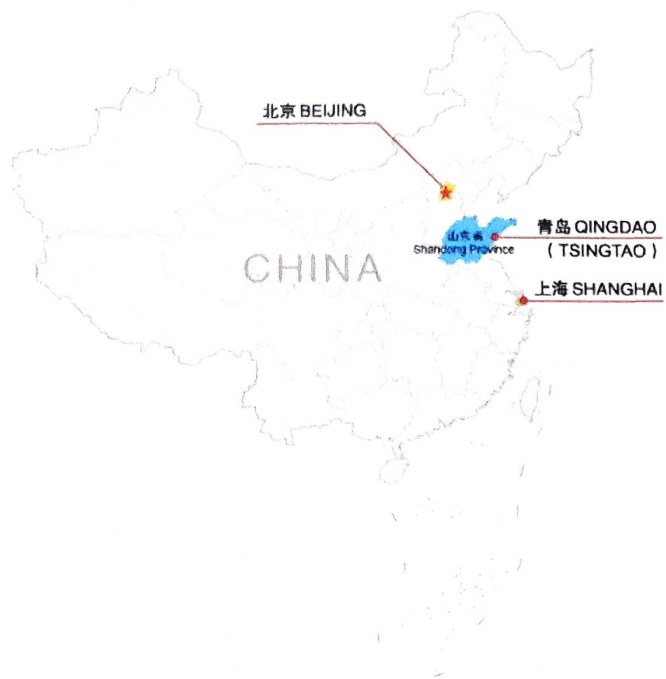 北京 BEIJING
青岛 QINGDAO
( TSINGTAO )
山东省
Shandong Province
CHINA
上海 SHANGHAI